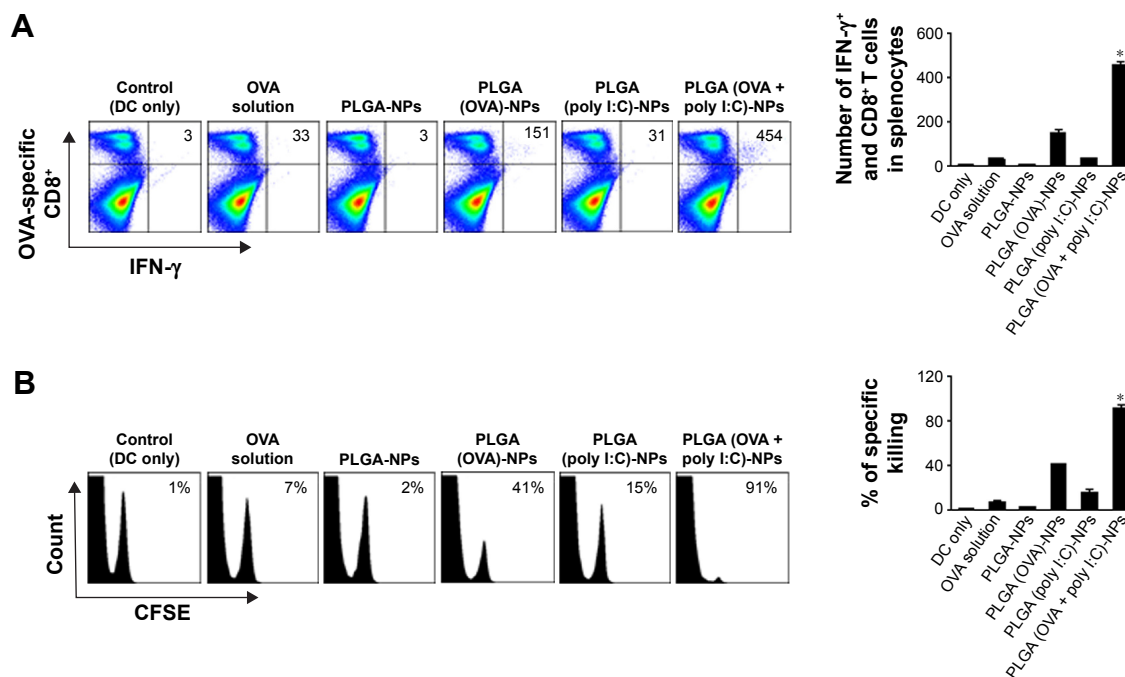 A
Control
(DC only)
OVA
solution
PLGA-NPs
PLGA
(OVA)-NPs
PLGA
(poly I:C)-NPs
PLGA (OVA +
poly I:C)-NPs
3
33
3
151
31
454
OVA-specific
CD8+
IFN-γ
Number of IFN-γ+
and CD8+ T cells
in splenocytes
600
400
200
0
*
DC only
OVA solution
PLGA-NPs
PLGA (OVA)-NPs
PLGA (poly I:C)-NPs
PLGA (OVA + poly I:C)-NPs
B
Control
(DC only)
OVA
solution
PLGA-NPs
PLGA
(OVA)-NPs
PLGA
(poly I:C)-NPs
PLGA (OVA +
poly I:C)-NPs
1%
7%
2%
41%
15%
91%
Count
CFSE
% of specific
killing
120
80
40
0
*
DC only
OVA solution
PLGA-NPs
PLGA (OVA)-NPs
PLGA (poly I:C)-NPs
PLGA (OVA + poly I:C)-NPs